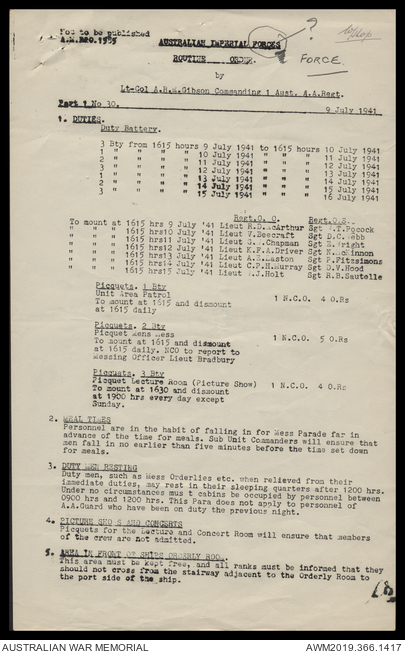 Not to be published
A.M.R&O.1535
AUSTRALIAN IMPERIAL FORCES
?
FORCE.
ROUTINE ORDER.
by
Lt-Col A.H.M.Gibson Commanding 1 Aust. A.A.Regt.
Part 1 No 30. 9 July 1941
1. DUTIES.
Duty Battery.
3 Bty from 1615 hours 9 July 1941 to 1615 hours 10 July 1941
1 " " " 10 July 1941 " " " 11 July 1941
2 " " " 11 July 1941 " " " 12 July 1941
3 " " " 12 July 1941 " " " 13 July 1941
1 " " " 13 July 1941 " " " 14 July 1941
2 " " " 14 July 1941 " " " 15 July 1941
3 " " " 15 July 1941 " " " 16 July 1941
Regt.O. O. Regt.O.S.
To mount at 1615 hrs 9 July '41 Lieut R.D.McArthur Sgt Pocock
" " " 1615 hrs10 July '41 Lieut V.Beecraft Sgt D.C.Webb
" " " 1615 hrs11 July '41 Lieut Chapman Sgt Wright
" " " 1615 hrs12 July '41 Lieut K.F.A.Driver Sgt McKinnon
" " " 1615 hrs13 July '41 Lieut A.S.Easton Sgt P.Fitzsimons
" " " 1615 hrs14 July '41 Lieut C.R.H.Murray Sgt D.V.Hood
" " " 1615 hrs15 July '41 Lieut Holt Sgt R.B.Sautelle
Picquets. 1 Bty
Unit Area Patrol
To mount at 1615 and dismount 1 N.C.O. 4 O.Rs
at 1615 daily
Picquets. 2 Bty
Picquet Mens Mess
To mount at 1615 and dismount 1 N.C.O. 5 O.Rs
at 1615 daily. NCO to report to
Messing Officer Lieut Bradbury
Picquets. 3 Bty
Picquet Lecture Room (Picture Show) 1 N.C.O. 4 O.Rs
To mount at 1630 and dismount
at 1900 hrs every day except
Sunday.
2. MEAL TIMES
Personnel are in the habit of falling in for Mess Parade far in
advance of the time for meals. Sub Unit Commanders will ensure that
men fall in no earlier than five minutes before the time set down
for meals.
3. DUTY MEN RESTING
Duty men, such as Mess Orderlies etc. when relieved from their
immediate duties, may rest in their sleeping quarters after 1200 hrs.
Under no circumstances must cabins be occupied by personnel between
0900 hrs and 1200 hrs. This Para does not apply to personnel of
A.A.Guard who have been on duty the previous night.
4. PICTURE SHOWS AND CONCERTS
Picquets for the Lecture and Concert Room will ensure that members
of the crew are not admitted.
5. AREA IN FRONT OF SHIPS ORDERLY ROOM.
This area must be kept free, and all ranks must be informed that they
should not cross from the stairway adjacent to the Orderly Room to
the port side of the ship.
AUSTRALIAN WAR MEMORIAL AWM2019.366.1417